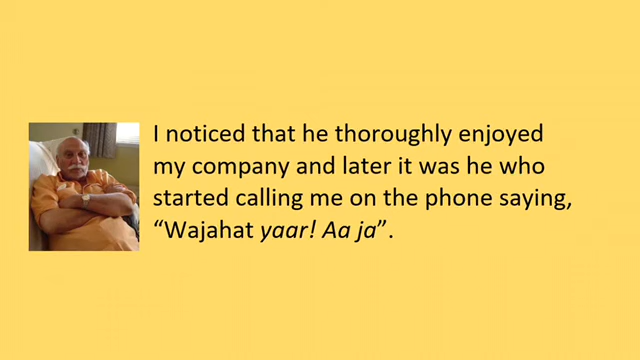 I noticed that he thoroughly enjoyed
my company and later it was he who
started calling me on the phone saying,
“Wajahat yaar! Aa ja”.